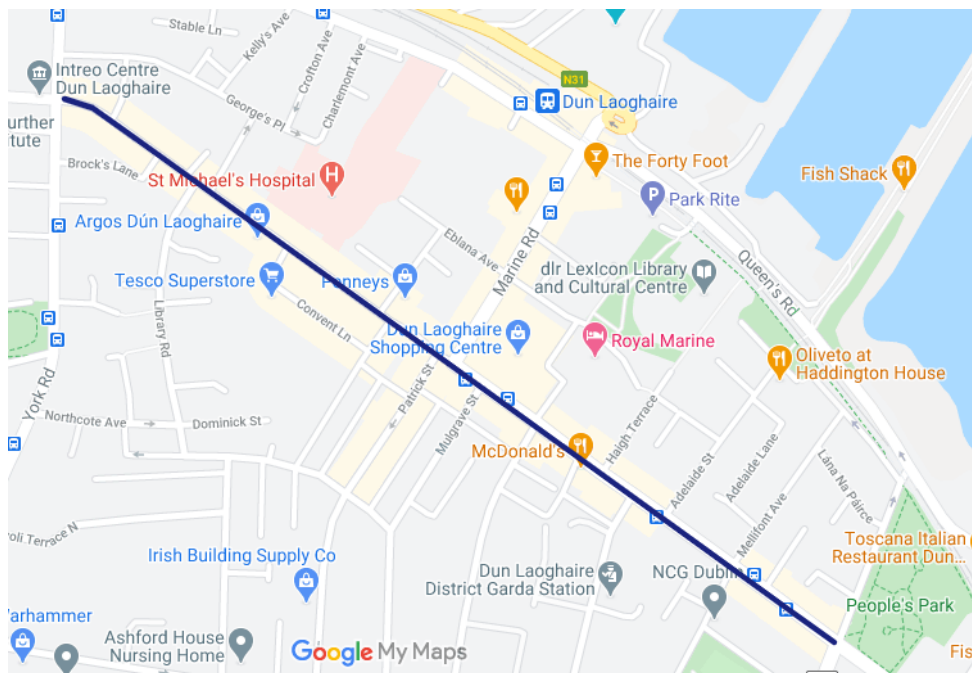 Stable Ln
Kelly's Ave
Crofton Ave
Charlemont Ave
George's Pl
Intreo Centre
Dun Laoghaire
urther
itute
Brock's Lane
St Michael's Hospital
H
N31
Dun Laoghaire
The Forty Foot
Fish Shack
P
Park Rite
Argos Dún Laoghaire
Tesco Superstore
Penneys
Eblana Ave
Marine Rd
dlr LexIcon Library
and Cultural Centre
Queen's Rd
Convent Ln
Library Rd
Dun Laoghaire
Shopping Centre
Royal Marine
Oliveto at
Haddington House
York Rd
Patrick St
Mulgrave St
Northcote Ave
Dominick St
McDonald's
Haigh Terrace
Adelaide St
Adelaide Lane
Mellifont Ave
Lána Na Páirce
oli Terrace N
Irish Building Supply Co
Dun Laoghaire
District Garda Station
NCG Dublin
Toscana Italian
Restaurant Dun...
People's Park
arhammer
Ashford House
Nursing Home
Google My Maps
Fis